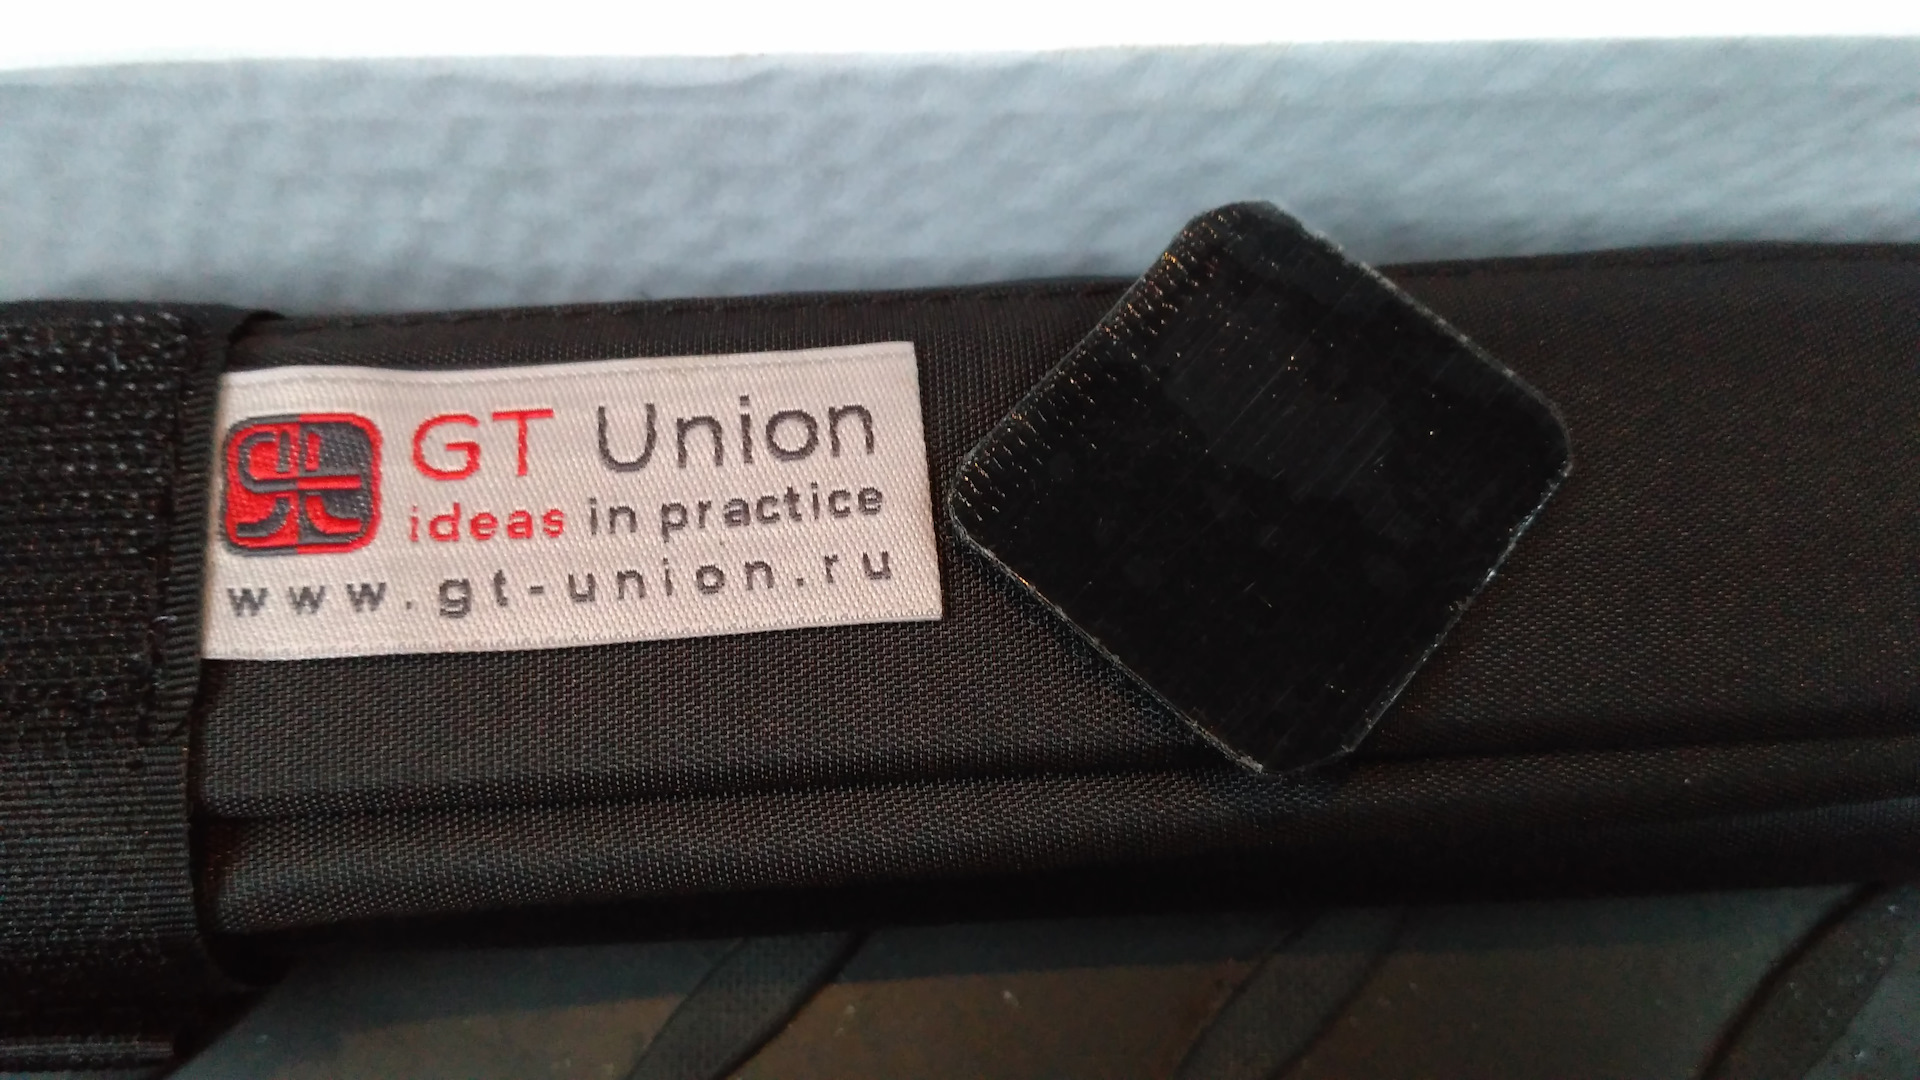 GT Union
ideas in practice
www.gt-union.ru